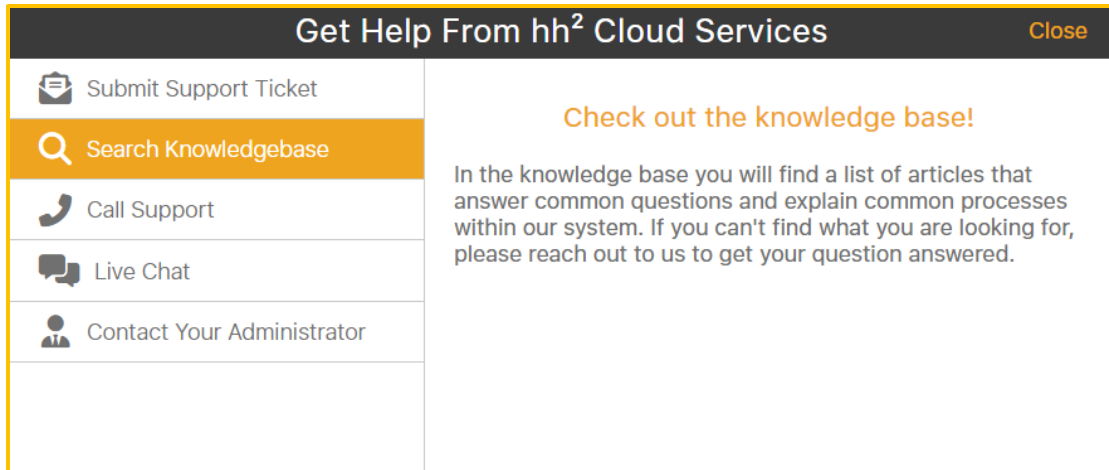 Get Help From hh² Cloud Services
Close
Submit Support Ticket
Search Knowledgebase
Call Support
Live Chat
Contact Your Administrator
Check out the knowledge base!
In the knowledge base you will find a list of articles that
answer common questions and explain common processes
within our system. If you can't find what you are looking for,
please reach out to us to get your question answered.